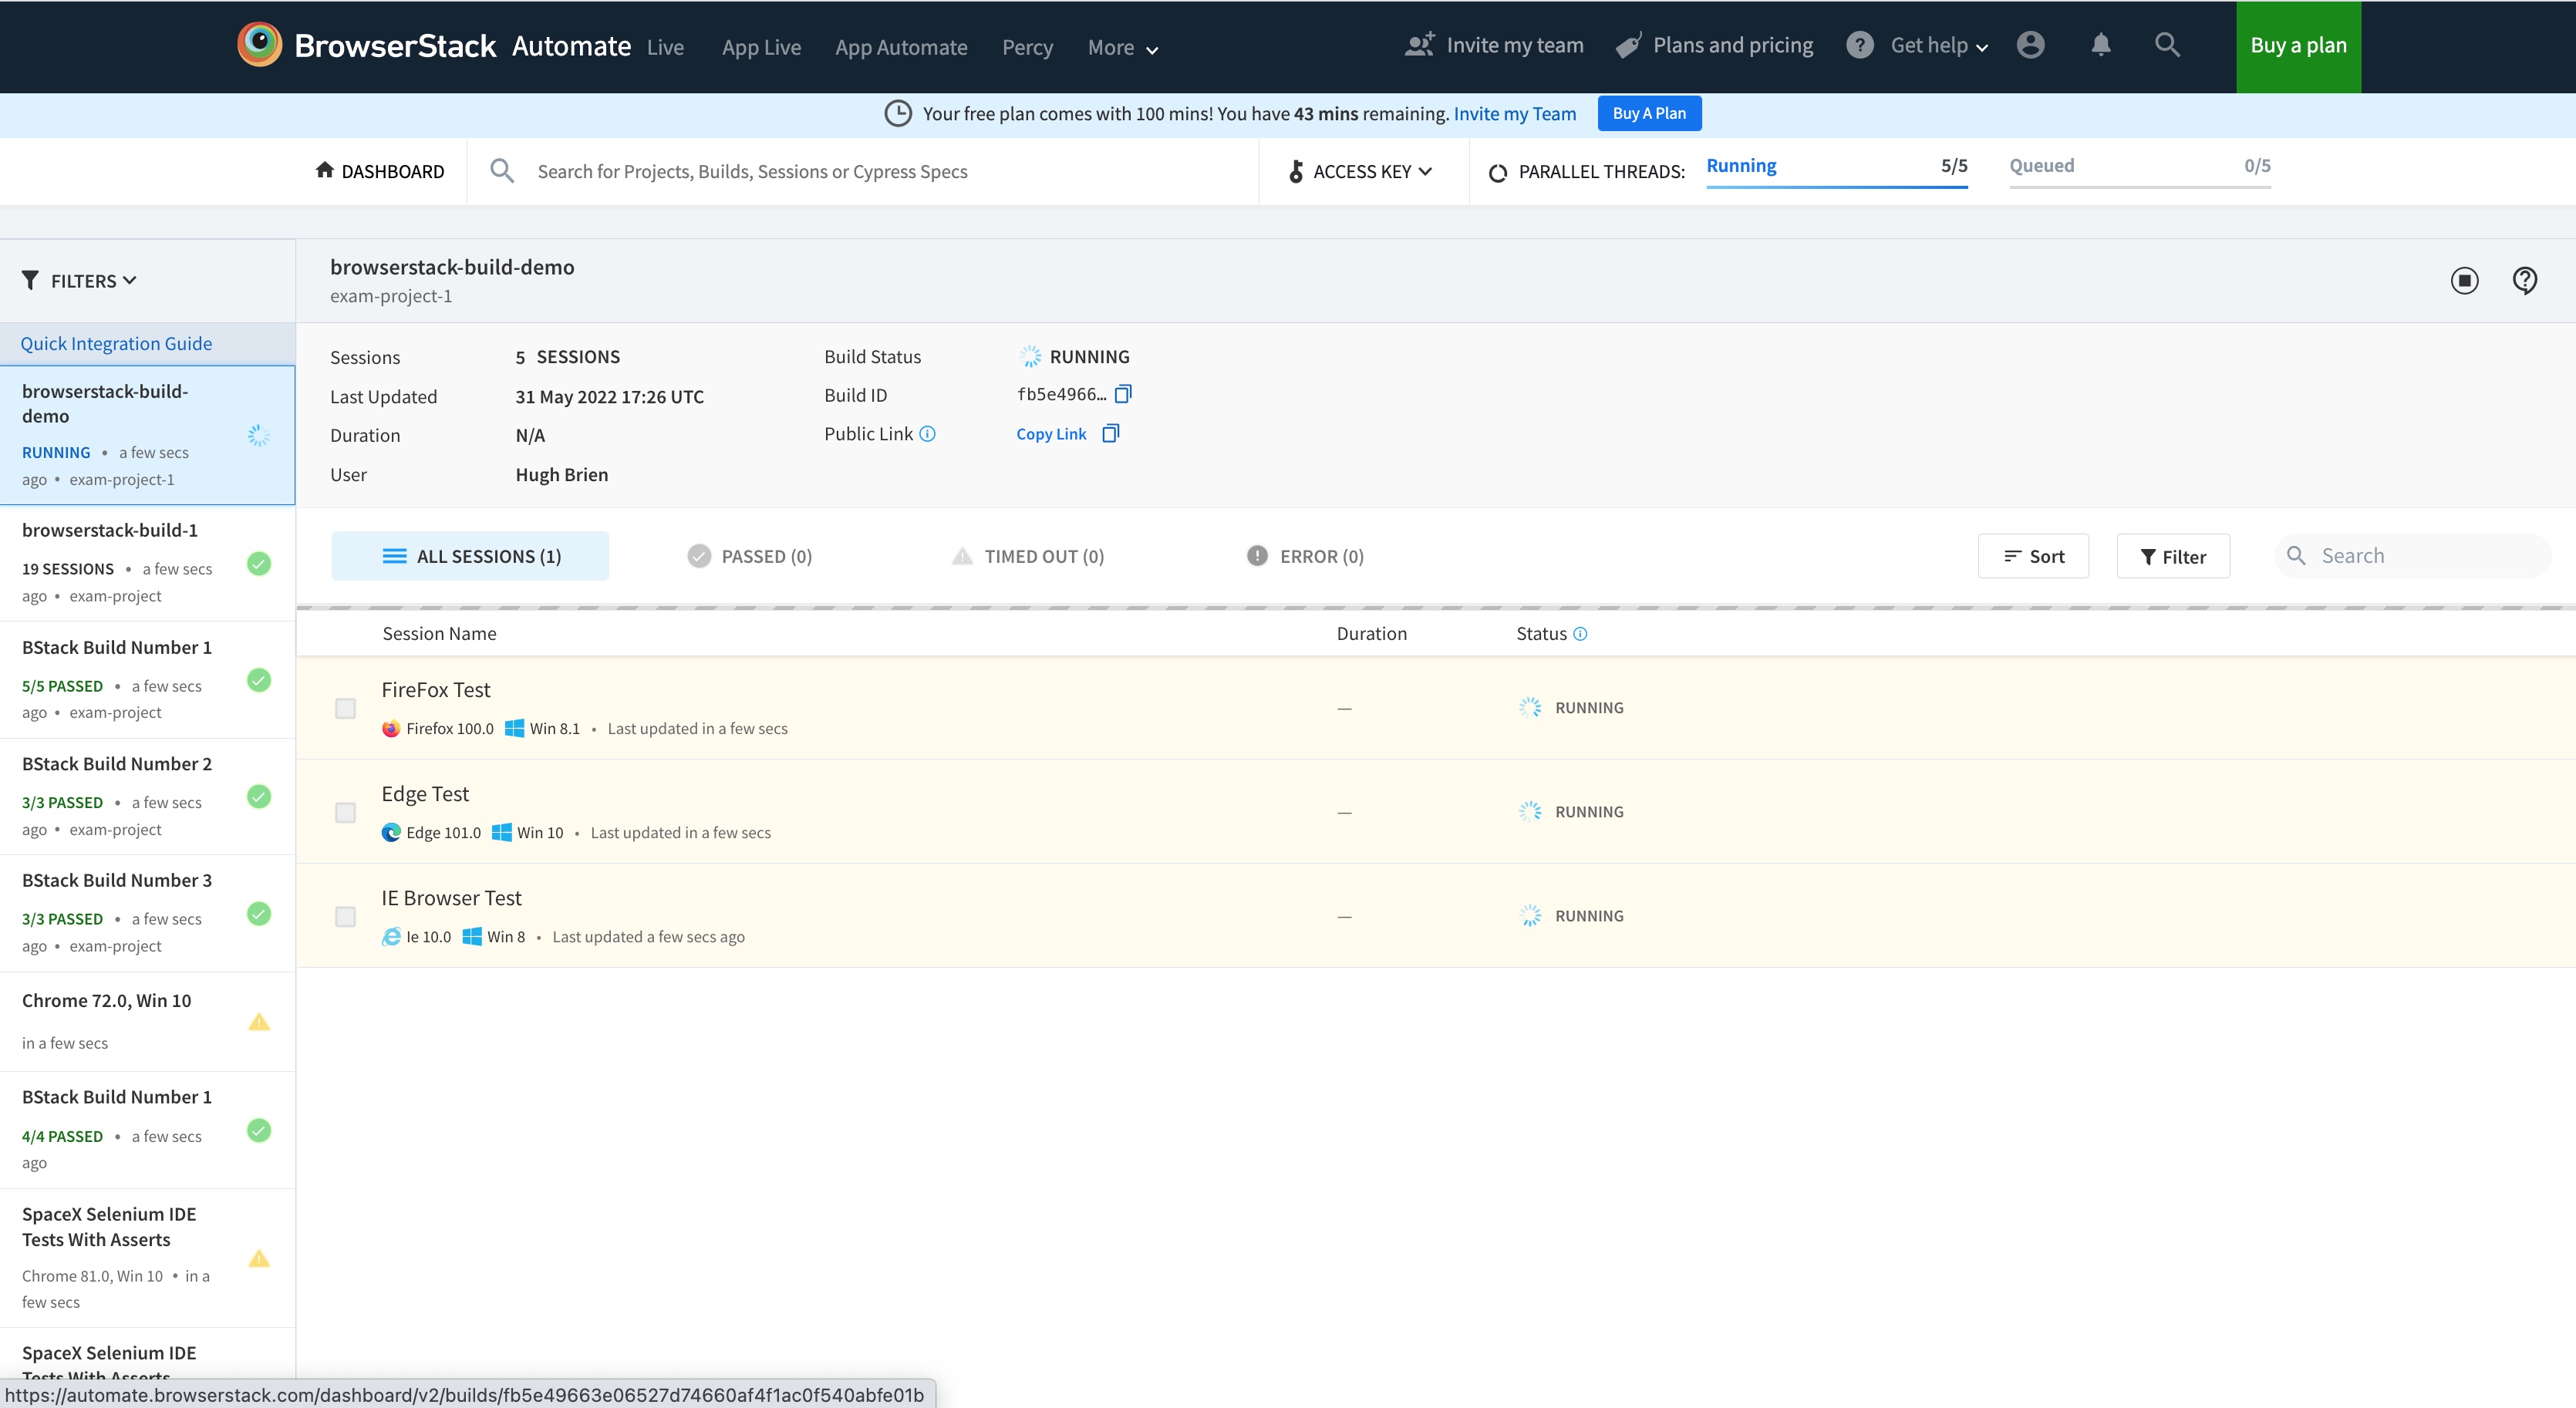 BrowserStack Automate Live App Live App Automate Percy More Invite my team Plans and pricing ? Get help Buy a plan
Your free plan comes with 100 mins! You have 43 mins remaining. Invite my Team Buy A Plan
DASHBOARD Search for Projects, Builds, Sessions or Cypress Specs ACCESS KEY PARALLEL THREADS: Running 5/5 Queued 0/5
FILTERS
Quick Integration Guide
browserstack-build-
demo
RUNNING • a few secs
ago • exam-project-1
browserstack-build-1
19 SESSIONS • a few secs
ago • exam-project
BStack Build Number 1
5/5 PASSED • a few secs
ago • exam-project
BStack Build Number 2
3/3 PASSED • a few secs
ago • exam-project
BStack Build Number 3
3/3 PASSED • a few secs
ago • exam-project
Chrome 72.0, Win 10
in a few secs
BStack Build Number 1
4/4 PASSED • a few secs
ago
SpaceX Selenium IDE
Tests With Asserts
Chrome 81.0, Win 10 • in a
few secs
SpaceX Selenium IDE
Tests With Asserts
browserstack-build-demo
exam-project-1
Sessions 5 SESSIONS Build Status RUNNING
Last Updated 31 May 2022 17:26 UTC Build ID fb5e4966...
Duration N/A Public Link Copy Link
User Hugh Brien
ALL SESSIONS (1) PASSED (0) TIMED OUT (0) ERROR (0) Sort Filter Search
Session Name Duration Status
FireFox Test
Firefox 100.0 Win 8.1 • Last updated in a few secs — RUNNING
Edge Test
Edge 101.0 Win 10 • Last updated in a few secs — RUNNING
IE Browser Test
Ie 10.0 Win 8 • Last updated a few secs ago — RUNNING
https://automate.browserstack.com/dashboard/v2/builds/fb5e49663e06527d74660af4f1ac0f540abfe01b